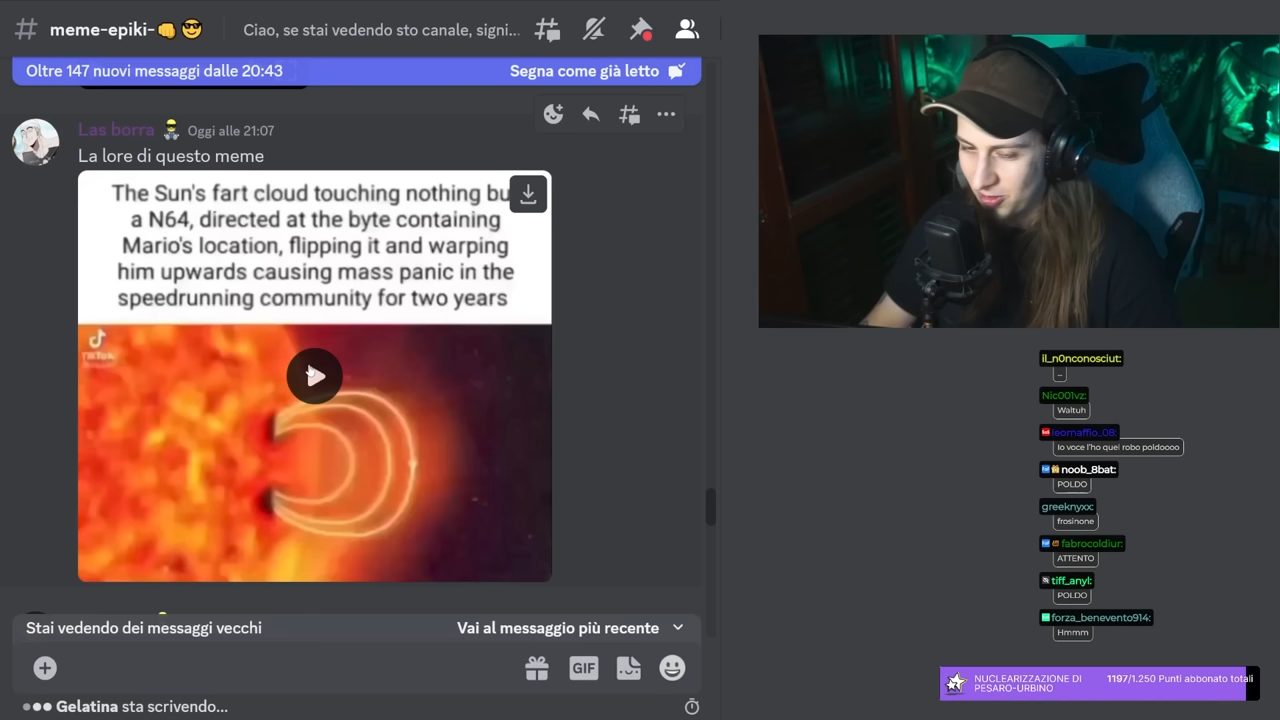 meme-epiki-👊 😎
Ciao, se stai vedendo sto canale, signi...
Oltre 147 nuovi messaggi dalle 20:43
Segna come già letto
Las borra
Oggi alle 21:07
La lore di questo meme
The Sun's fart cloud touching nothing bu
a N64, directed at the byte containing
Mario's location, flipping it and warping
him upwards causing mass panic in the
speedrunning community for two years
TikTok
Stai vedendo dei messaggi vecchi
Vai al messaggio più recente
GIF
Gelatina sta scrivendo...
il_n0nconosciut:
Nic001vz:
Waltuh
leomaffio_08:
Io voce l'ho quel robo poldoooo
noob_8bat:
POLDO
greeknyxx:
frosinone
fabrocoldiur:
ATTENTO
tiff_anyl:
POLDO
forza_benevento914:
Hmmm
NUCLEARIZZAZIONE DI
PESARO-URBINO
1197/1.250 Punti abbonato totali